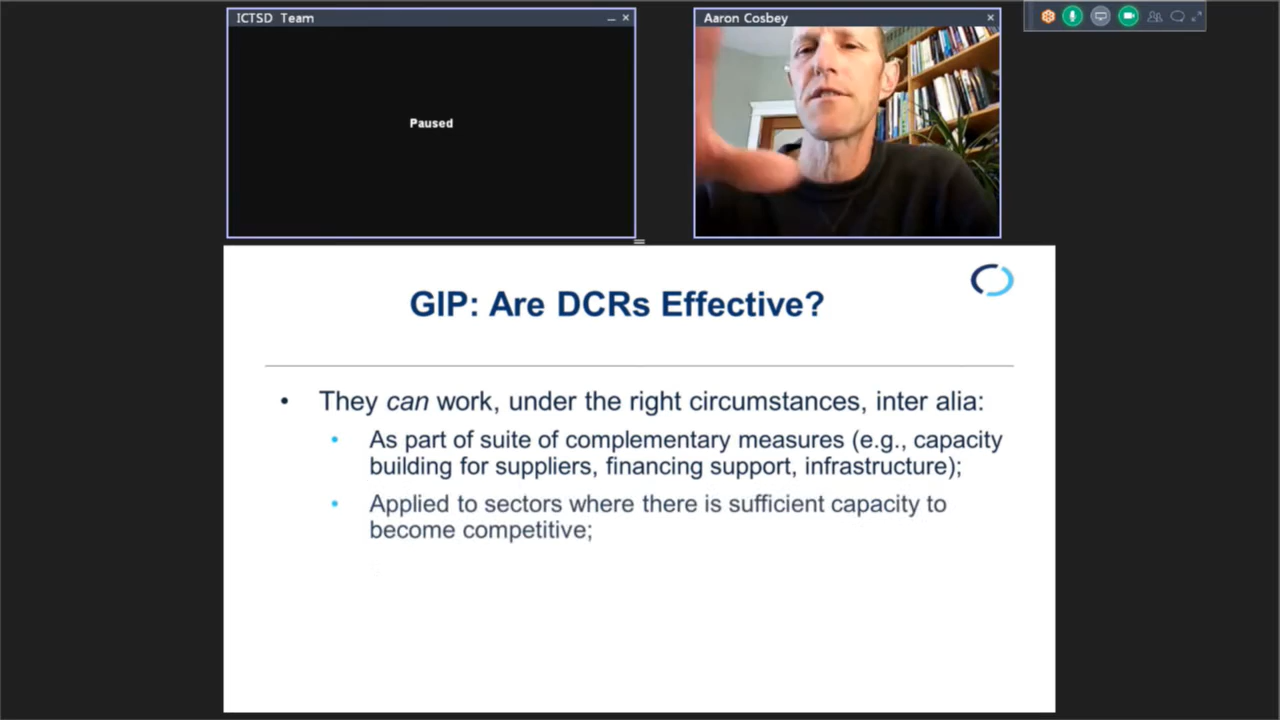 ICTSD Team
Aaron Cosbey
Paused
GIP: Are DCRs Effective?
• They can work, under the right circumstances, inter alia:
• As part of suite of complementary measures (e.g., capacity
building for suppliers, financing support, infrastructure);
• Applied to sectors where there is sufficient capacity to
become competitive;